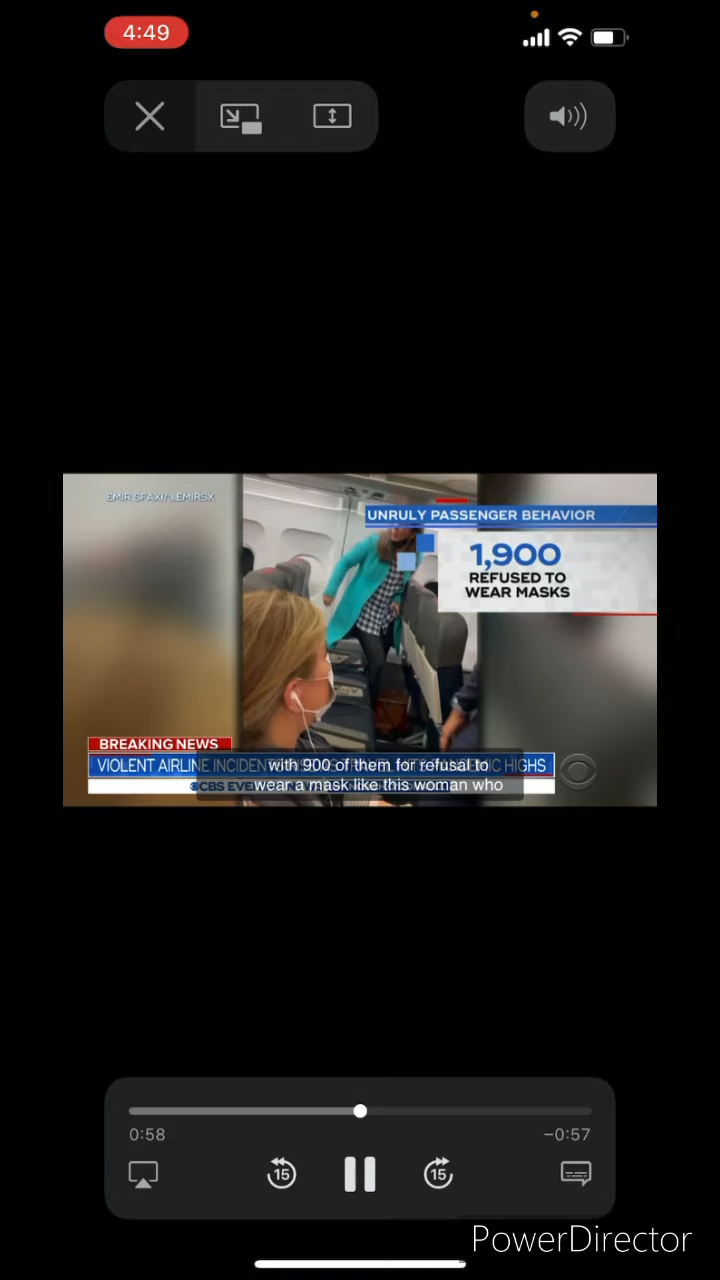 4:49
EMIR SFAXI/@EMIRSX
UNRULY PASSENGER BEHAVIOR
1,900
REFUSED TO
WEAR MASKS
BREAKING NEWS
VIOLENT AIRLINE INCIDEN HIGHS
with 900 of them for refusal to
CBS EVE
wear a mask like this woman who
0:58
-0:57
15
15
PowerDirector